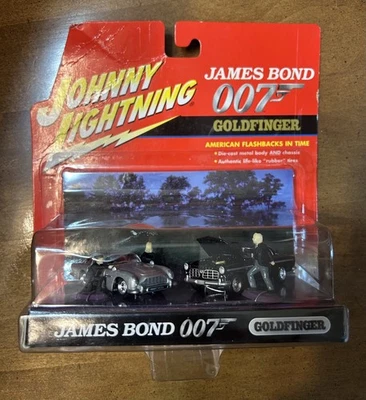 JOHNNY
LIGHTNING
JAMES BOND
007
GOLDFINGER
AMERICAN FLASHBACKS IN TIME
• Die-cast metal body AND chassis
• Authentic life-like "rubber" tires
JAMES BOND 007
GOLDFINGER